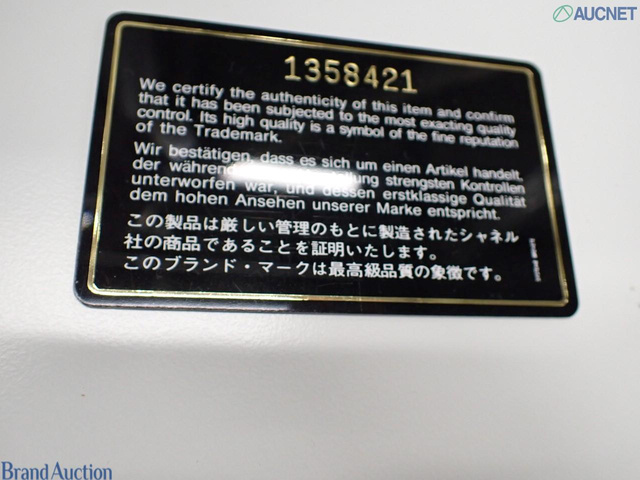 AUCNET
1358421
We certify the authenticity of this item and confirm
that it has been subjected to the most exacting quality
control. Its high quality is a symbol of the fine reputation
of the Trademark.
Wir bestätigen, dass es sich um einen Artikel handelt,
der während strengsten Kontrollen
unterworfen war, und dessen erstklassige Qualität
dem hohen Ansehen unserer Marke entspricht.
この製品は厳しい管理のもとに製造されたシャネル
社の商品であることを証明いたします。
このブランド・マークは最高級品質の象徴です。
Brand Auction